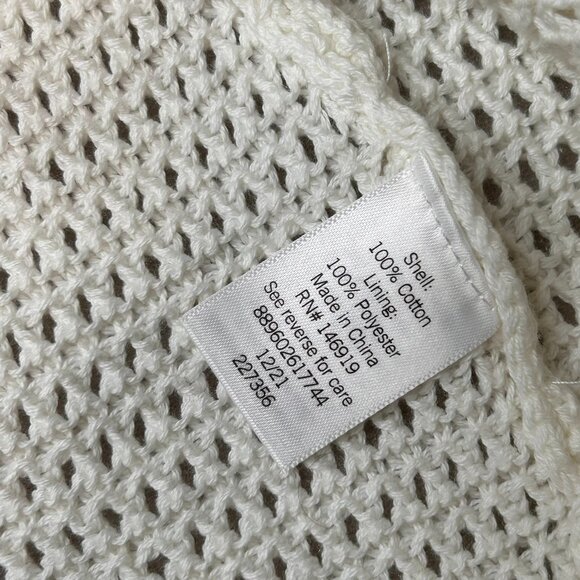 Shell:
100% Cotton
Lining:
100% Polyester
Made in China
RN# 146919
See reverse for care
889602617744
12/21
227356